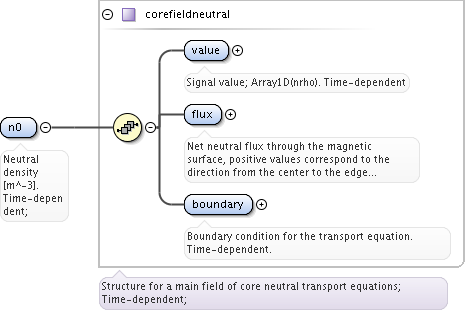 corefieldneutral
value
Signal value; Array1D(nrho). Time-dependent
flux
Net neutral flux through the magnetic
surface, positive values correspond to the
direction from the center to the edge...
n0
Neutral
density
[m^-3].
Time-depen
dent;
boundary
Boundary condition for the transport equation.
Time-dependent.
Structure for a main field of core neutral transport equations;
Time-dependent;